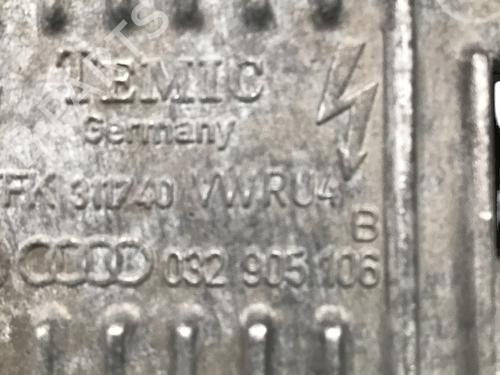 TEMIC
Germany
FK 311740 VWRU4
B
032 905 106